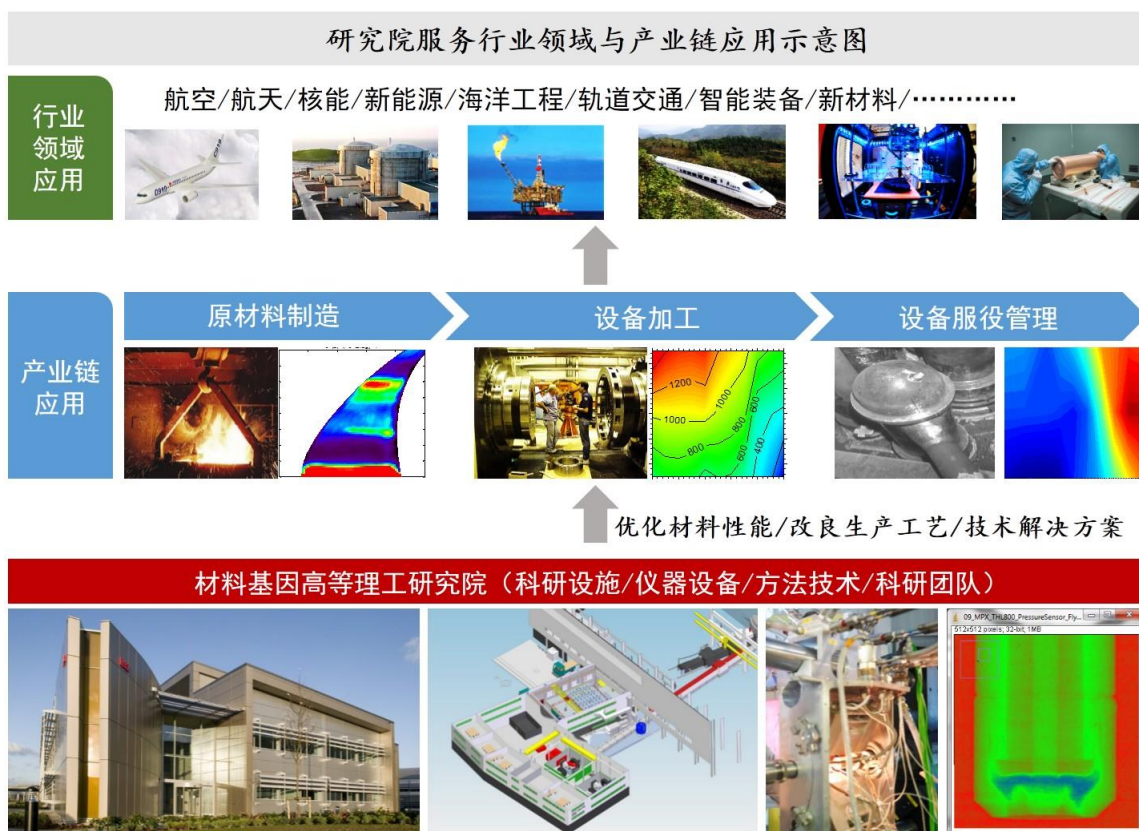 研究院服务行业领域与产业链应用示意图
行业
领域
应用
航空/航天/核能/新能源/海洋工程/轨道交通/智能装备/新材料/…………
C919
产业链
应用
原材料制造
设备加工
设备服役管理
1200
1000
1000
800
800
600
600
400
优化材料性能/改良生产工艺/技术解决方案
材料基因高等理工研究院（科研设施/仪器设备/方法技术/科研团队）
09_MPX_THL800_PressureSensor_Fly...
512x512 pixels; 32-bit; 1MB